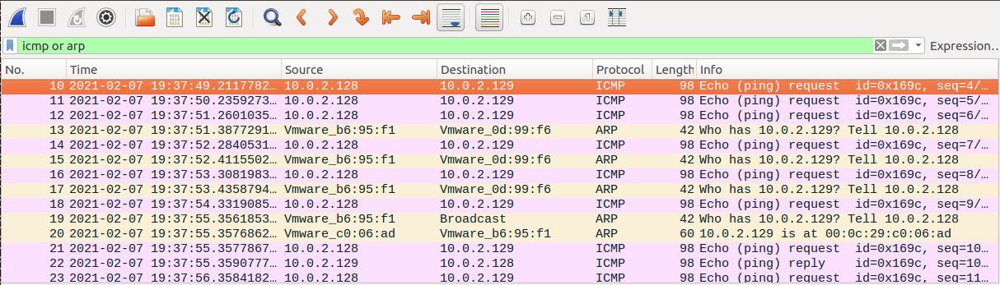 icmp or arp Expression..
No. Time Source Destination Protocol Length Info
10 2021-02-07 19:37:49.2117782… 10.0.2.128 10.0.2.129 ICMP 98 Echo (ping) request id=0x169c, seq=4/…
11 2021-02-07 19:37:50.2359273… 10.0.2.128 10.0.2.129 ICMP 98 Echo (ping) request id=0x169c, seq=5/…
12 2021-02-07 19:37:51.2601035… 10.0.2.128 10.0.2.129 ICMP 98 Echo (ping) request id=0x169c, seq=6/…
13 2021-02-07 19:37:51.3877291… Vmware_b6:95:f1 Vmware_0d:99:f6 ARP 42 Who has 10.0.2.129? Tell 10.0.2.128
14 2021-02-07 19:37:52.2840531… 10.0.2.128 10.0.2.129 ICMP 98 Echo (ping) request id=0x169c, seq=7/…
15 2021-02-07 19:37:52.4115502… Vmware_b6:95:f1 Vmware_0d:99:f6 ARP 42 Who has 10.0.2.129? Tell 10.0.2.128
16 2021-02-07 19:37:53.3081983… 10.0.2.128 10.0.2.129 ICMP 98 Echo (ping) request id=0x169c, seq=8/…
17 2021-02-07 19:37:53.4358794… Vmware_b6:95:f1 Vmware_0d:99:f6 ARP 42 Who has 10.0.2.129? Tell 10.0.2.128
18 2021-02-07 19:37:54.3319085… 10.0.2.128 10.0.2.129 ICMP 98 Echo (ping) request id=0x169c, seq=9/…
19 2021-02-07 19:37:55.3561853… Vmware_b6:95:f1 Broadcast ARP 42 Who has 10.0.2.129? Tell 10.0.2.128
20 2021-02-07 19:37:55.3576862… Vmware_c0:06:ad Vmware_b6:95:f1 ARP 60 10.0.2.129 is at 00:0c:29:c0:06:ad
21 2021-02-07 19:37:55.3577867… 10.0.2.128 10.0.2.129 ICMP 98 Echo (ping) request id=0x169c, seq=10…
22 2021-02-07 19:37:55.3590777… 10.0.2.129 10.0.2.128 ICMP 98 Echo (ping) reply id=0x169c, seq=10…
23 2021-02-07 19:37:56.3584182… 10.0.2.128 10.0.2.129 ICMP 98 Echo (ping) request id=0x169c, seq=11…